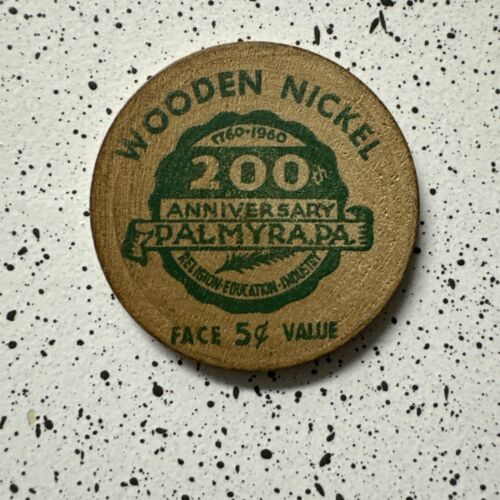 WOODEN NICKEL
1760-1960
200th
ANNIVERSARY
PALMYRA, PA.
RELIGION-EDUCATION-INDUSTRY
FACE 5¢ VALUE